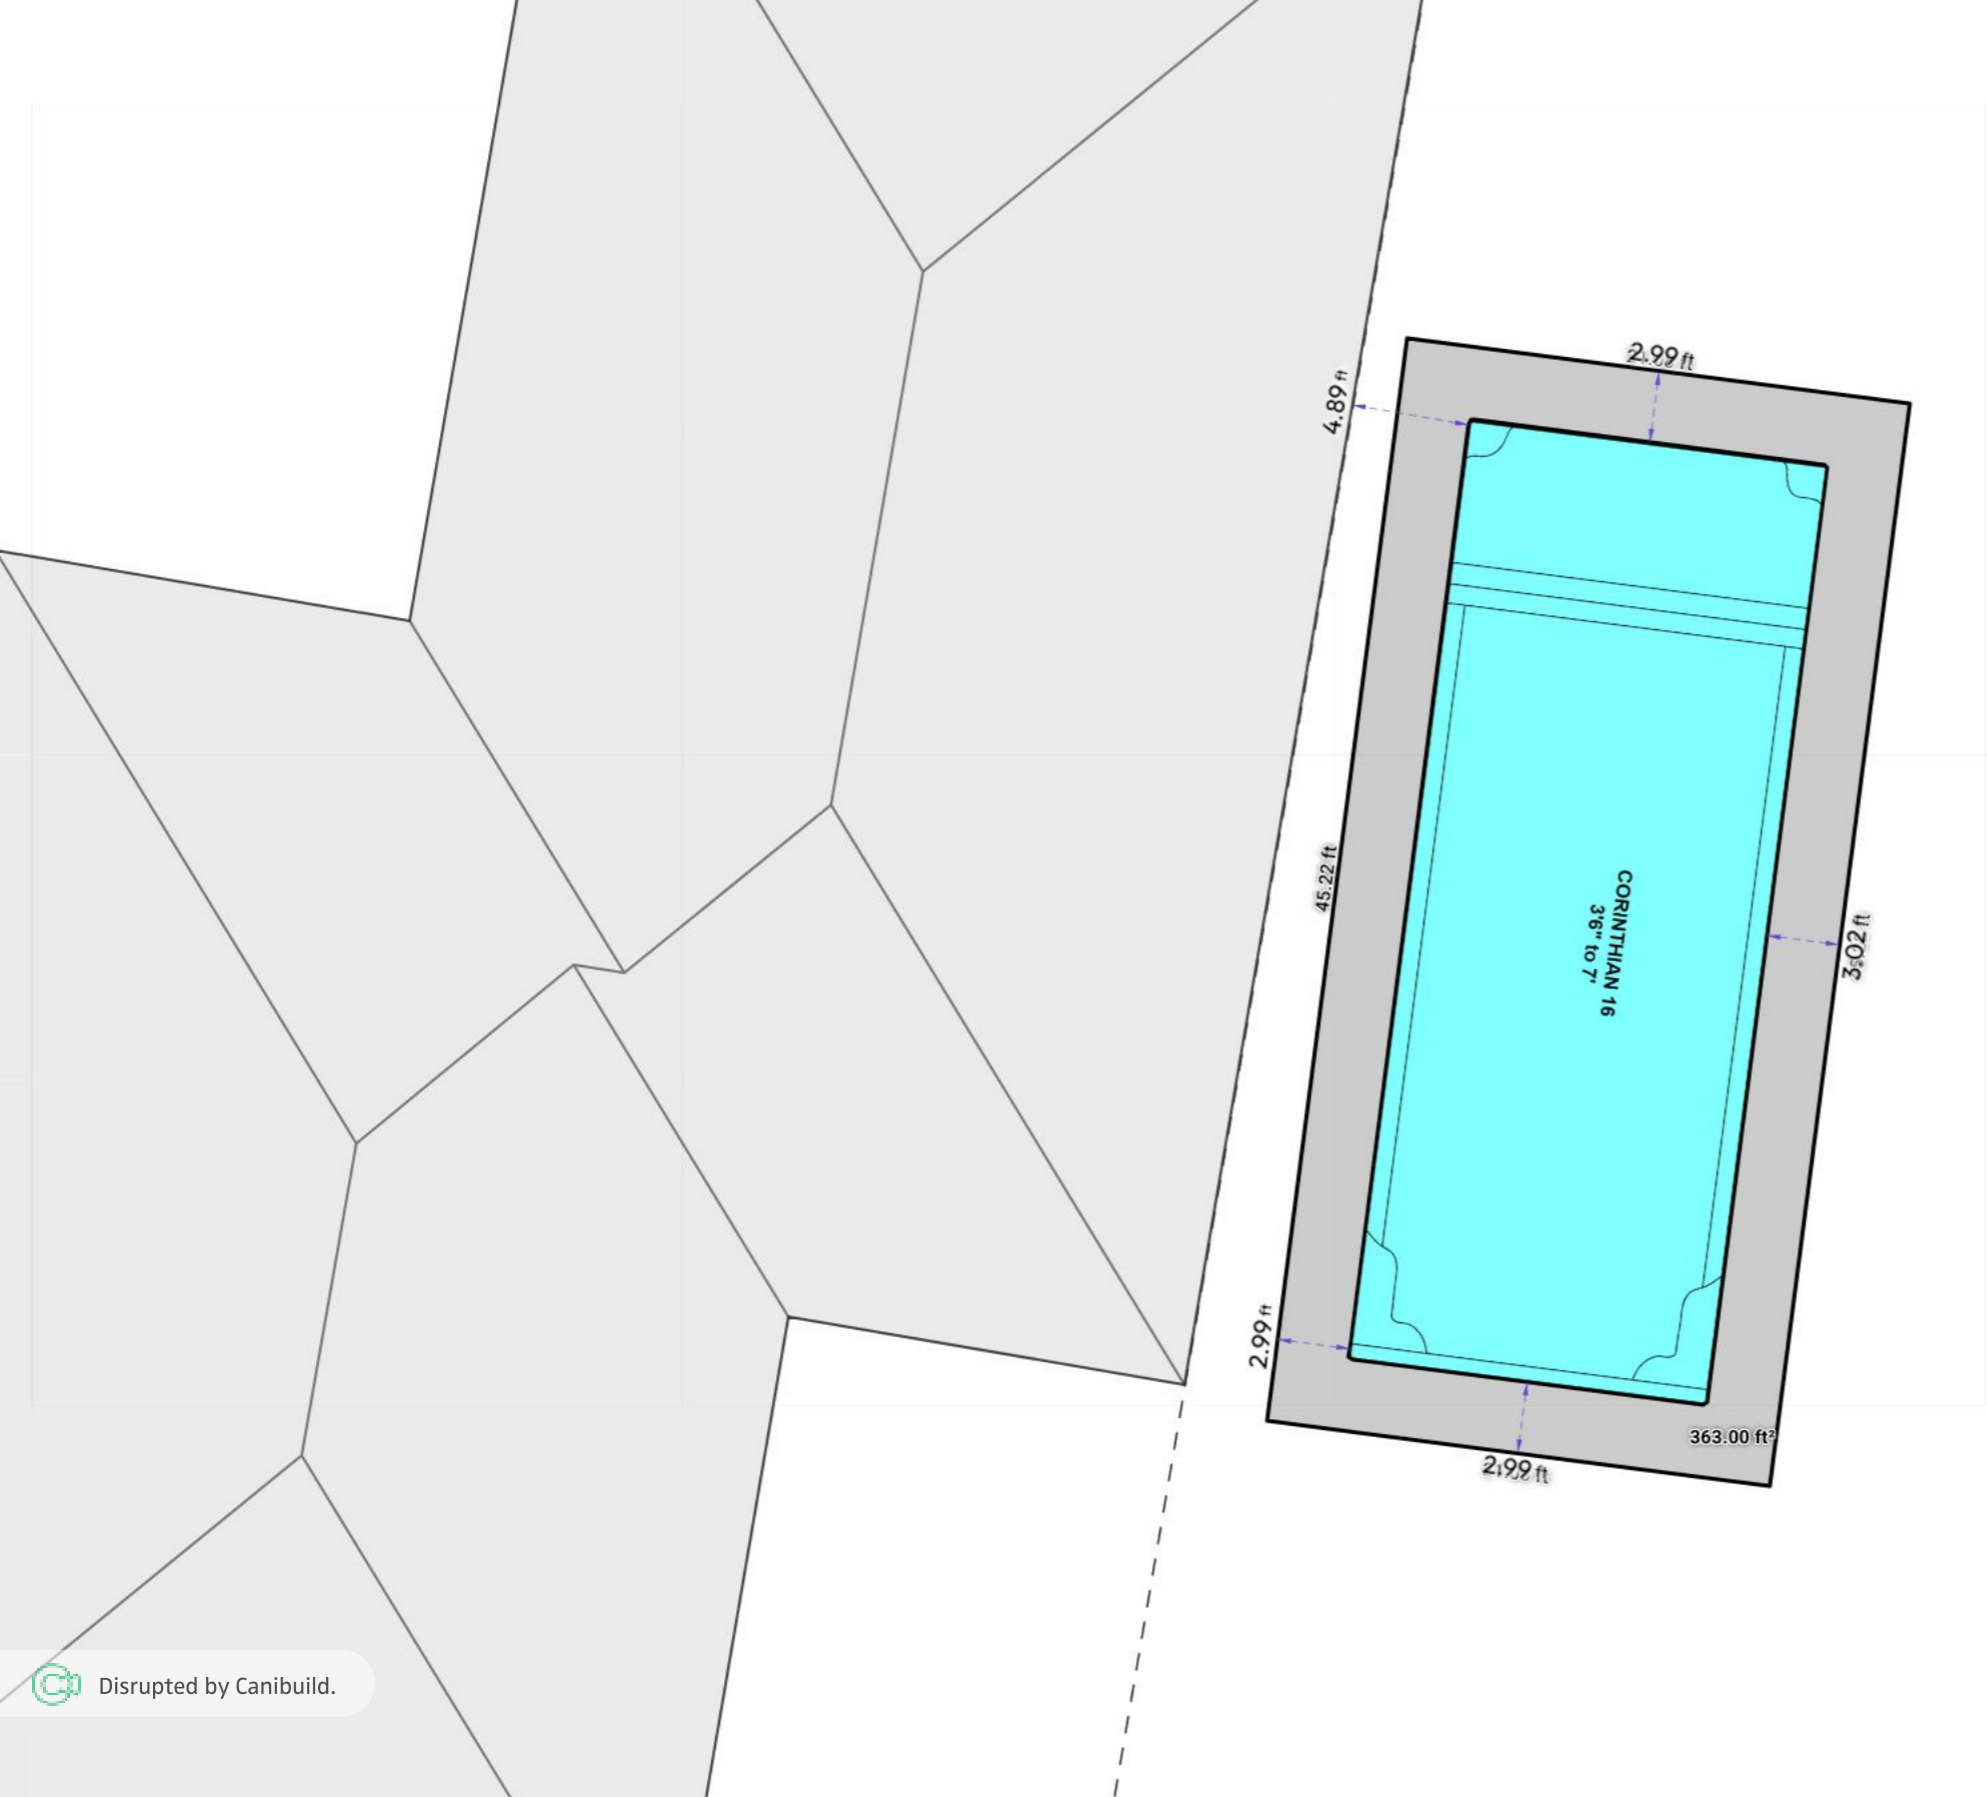 2.99 ft
4.89 ft
45.22 ft
CORINTHIAN 16
3'6" to 7'
3.02 ft
2.99 ft
363.00 ft²
2.99 ft
Disrupted by Canibuild.